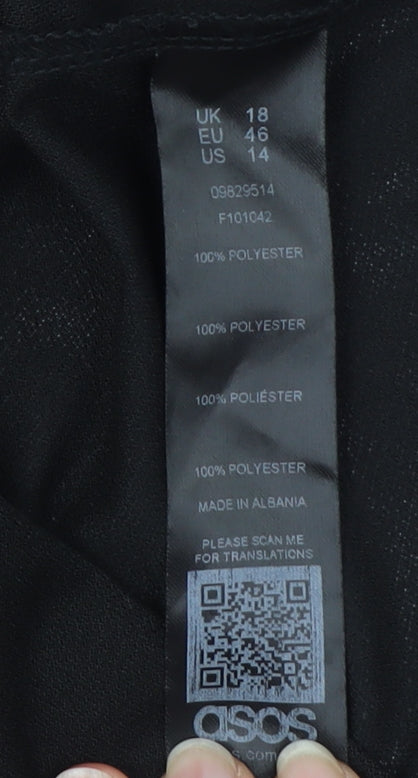 UK 18
EU 46
US 14
09829514
F101042
100% POLYESTER
100% POLYESTER
100% POLIÉSTER
100% POLYESTER
MADE IN ALBANIA
PLEASE SCAN ME
FOR TRANSLATIONS
asos
s.com